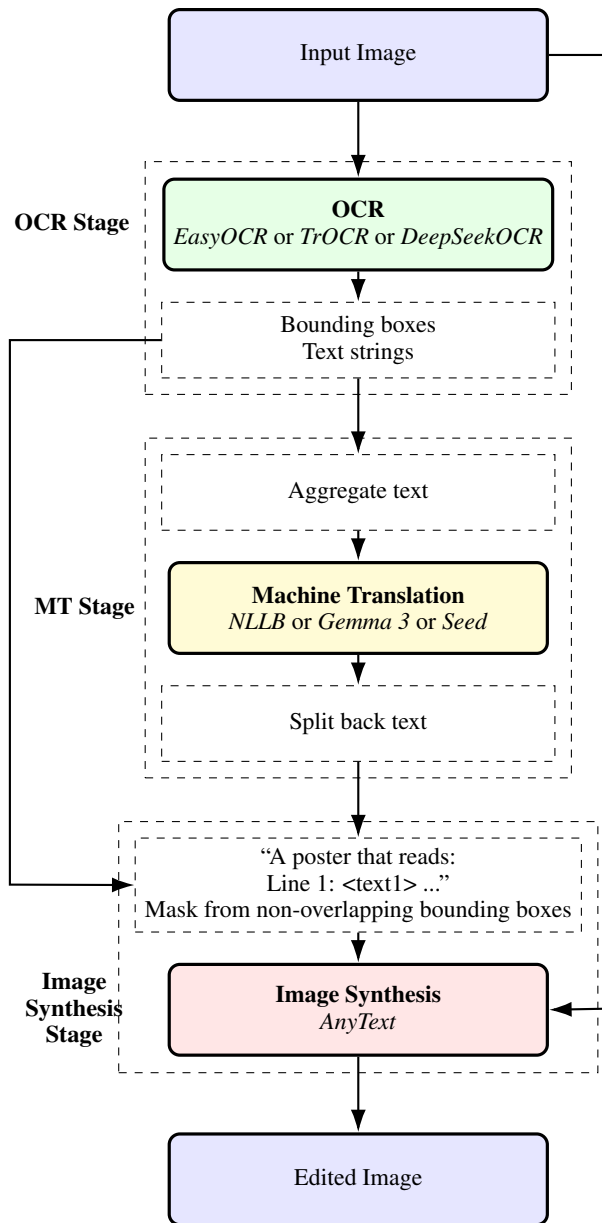 Input Image
OCR Stage
OCR
EasyOCR or TrOCR or DeepSeekOCR
Bounding boxes
Text strings
Aggregate text
MT Stage
Machine Translation
NLLB or Gemma 3 or Seed
Split back text
“A poster that reads:
Line 1: <text1> ...”
Mask from non-overlapping bounding boxes
Image
Synthesis
Stage
Image Synthesis
AnyText
Edited Image